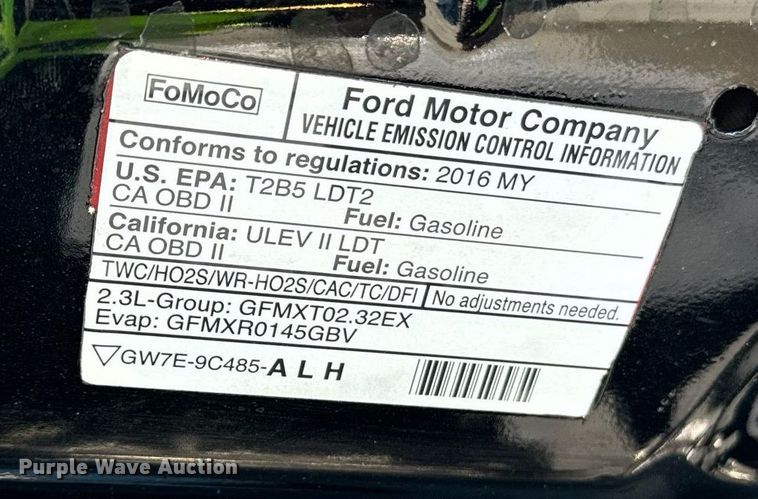 FoMoCo
Ford Motor Company
VEHICLE EMISSION CONTROL INFORMATION
Conforms to regulations: 2016 MY
U.S. EPA: T2B5 LDT2
CA OBD II Fuel: Gasoline
California: ULEV II LDT
CA OBD II Fuel: Gasoline
TWC/HO2S/WR-HO2S/CAC/TC/DFI No adjustments needed.
2.3L-Group: GFMXT02.32EX
Evap: GFMXR0145GBV
GW7E-9C485-ALH
Purple Wave Auction